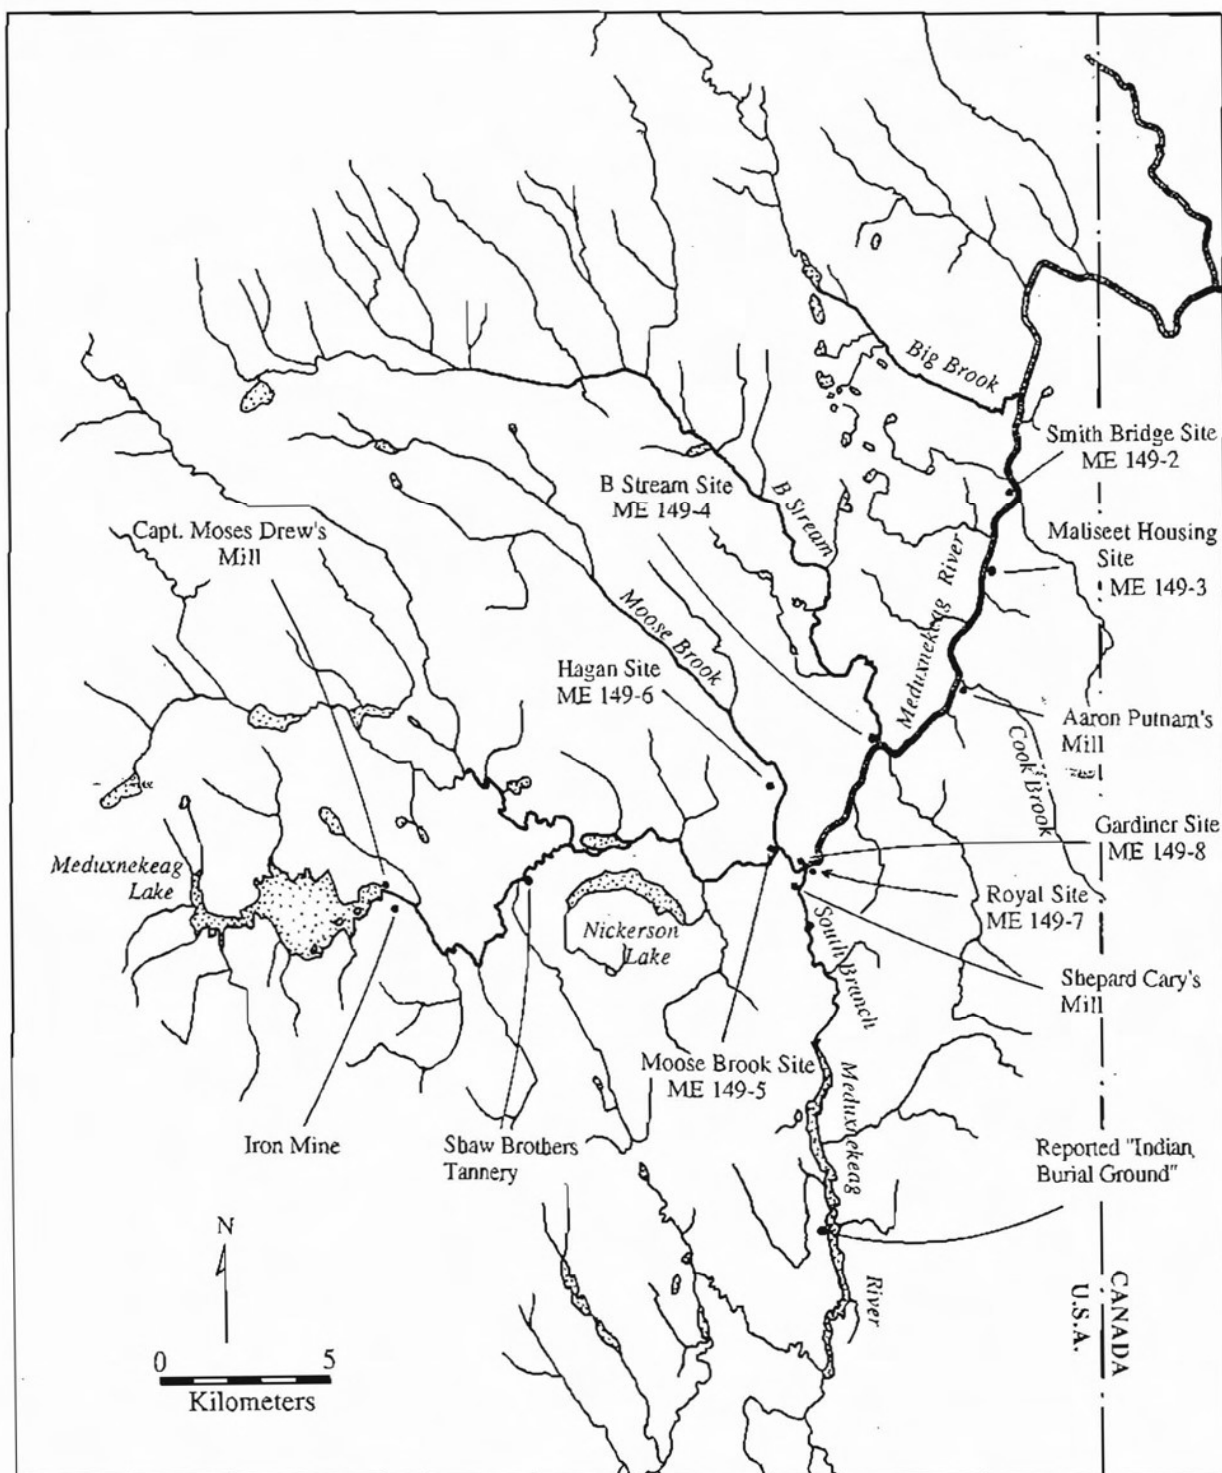 Big Brook
Smith Bridge Site
ME 149-2
B Stream Site
ME 149-4
B Stream
Capt. Moses Drew's
Mill
Maliseet Housing
Site
ME 149-3
Meduxnekeag River
Moose Brook
Hagan Site
ME 149-6
Aaron Putnam's
Mill
Cook Brook
Gardiner Site
ME 149-8
Meduxnekeag
Lake
Royal Site
ME 149-7
Nickerson
Lake
South Branch
Shepard Cary's
Mill
Moose Brook Site
ME 149-5
Meduxnekeag
River
Iron Mine
Shaw Brothers
Tannery
Reported "Indian
Burial Ground"
N
CANADA
U.S.A.
0 5
Kilometers